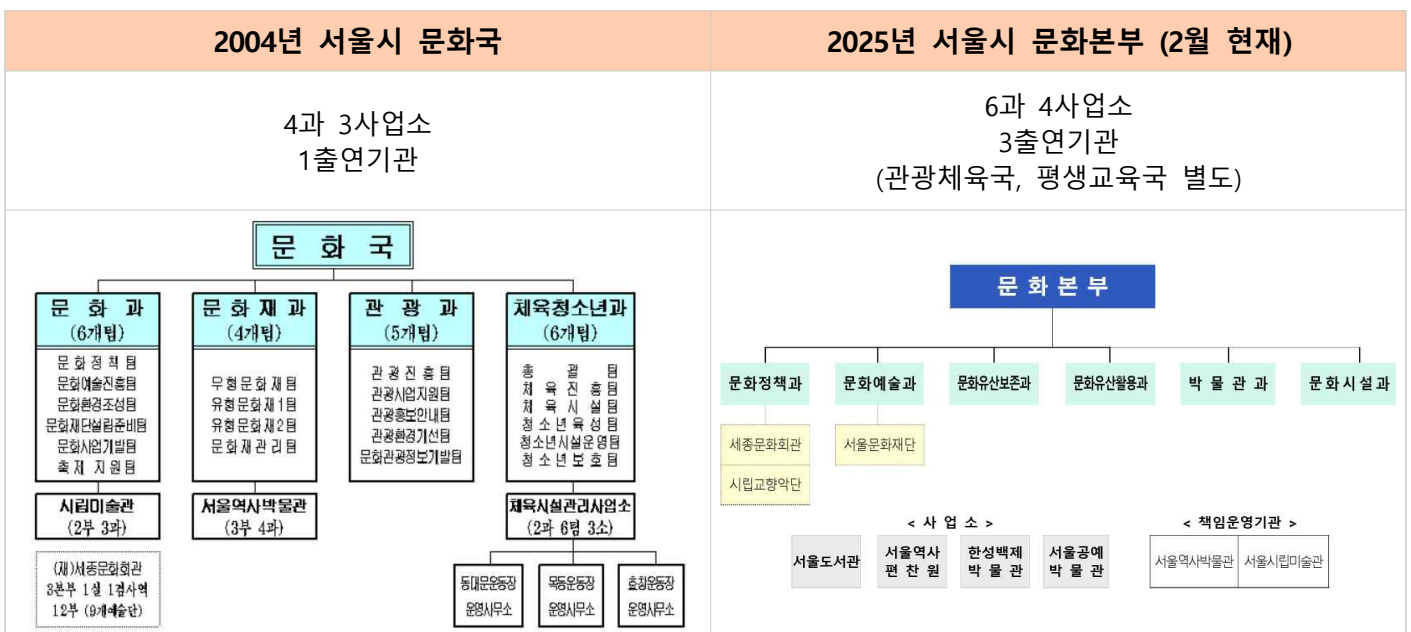 2004년 서울시 문화국
2025년 서울시 문화본부 (2월 현재)
4과 3사업소
1출연기관
6과 4사업소
3출연기관
(관광체육국, 평생교육국 별도)
문 화 국
문 화 과
(6개팀)
문화정책팀
문화예술진흥팀
문화환경조성팀
문화재단설립준비팀
문화사업기발팀
축제 지원팀
시립미술관
(2부 3과)
(재)세종문화회관
3본부 1실 1검사역
12부 (9개예술단)
문 화 재 과
(4개팀)
무형문화재팀
유형문화재1팀
유형문화재2팀
문화재관리팀
서울역사박물관
(3부 4과)
관 광 과
(5개팀)
관광진흥팀
관광사업지원팀
관광홍보안내팀
관광환경기선팀
문화관광정보기발팀
체육청소년과
(6개팀)
총 괄 팀
체 육 진 흥 팀
체 육 시 설 팀
청소년육성팀
청소년시설운영팀
청소년보호팀
체육시설관리사업소
(2과 6팀 3소)
동대문운동장
운영사무소
목동운동장
운영사무소
효창운동장
운영사무소
문 화 본 부
문화정책과
문화예술과
문화유산보존과
문화유산활용과
박 물 관 과
문화시설과
세종문화회관
시립교향악단
서울문화재단
< 사 업 소 >
서울도서관
서울역사
편 찬 원
한성백제
박 물 관
서울공예
박 물 관
< 책임운영기관 >
서울역사박물관
서울시립미술관